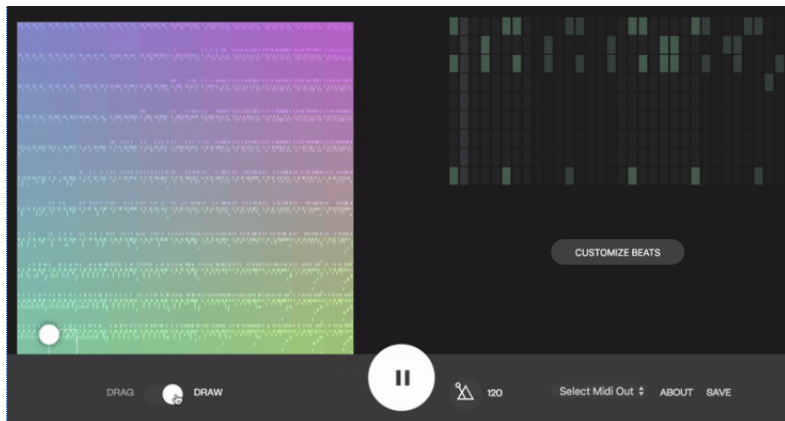 CUSTOMIZE BEATS
DRAG DRAW 120 Select Midi Out ABOUT SAVE